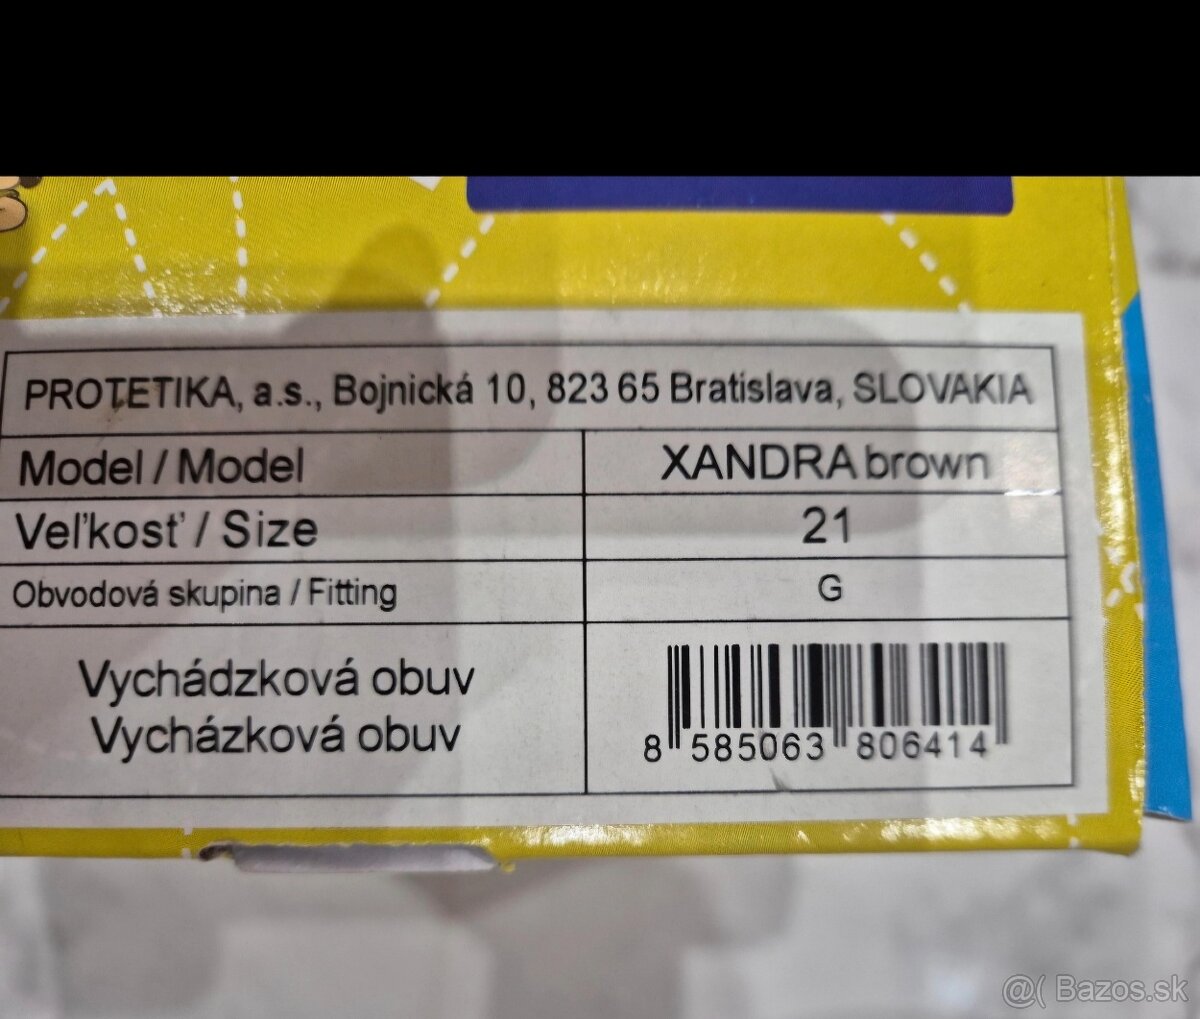 PROTETIKA, a.s., Bojnická 10, 823 65 Bratislava, SLOVAKIA
Model / Model XANDRA brown
Veľkosť / Size 21
Obvodová skupina / Fitting G
Vychádzková obuv
Vycházková obuv
8 585063 806414
@( Bazos.sk